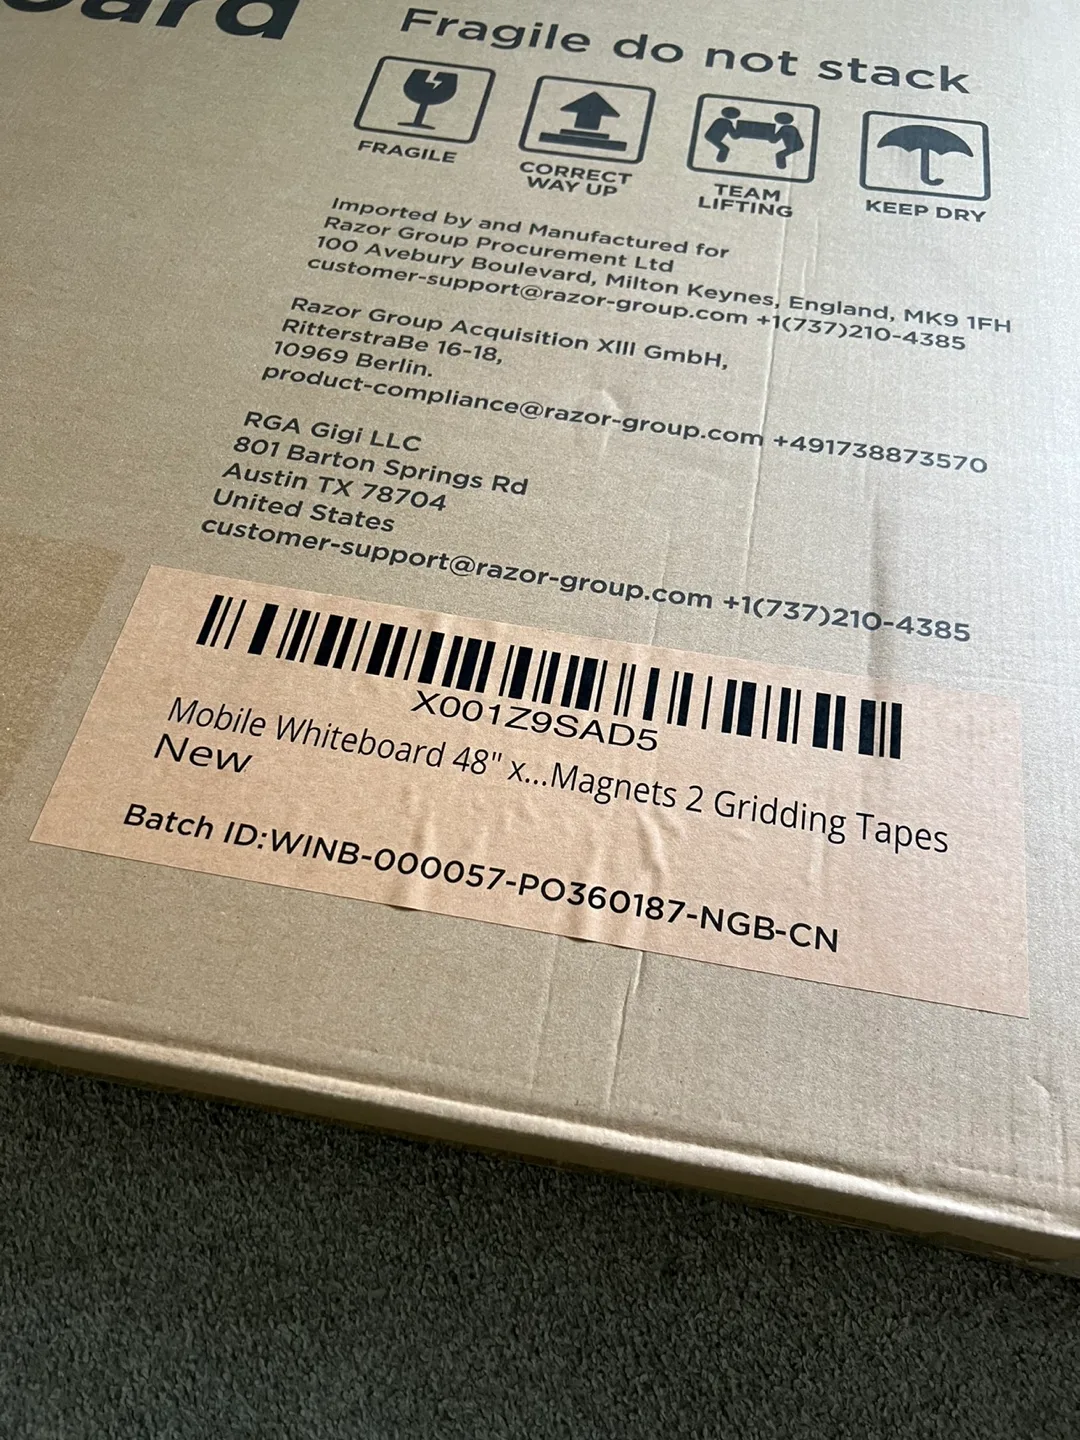 Fragile do not stack
FRAGILE
CORRECT
WAY UP
TEAM
LIFTING
KEEP DRY
Imported by and Manufactured for
Razor Group Procurement Ltd
100 Avebury Boulevard, Milton Keynes, England, MK9 1FH
customer-support@razor-group.com +1(737)210-4385
Razor Group Acquisition XIII GmbH,
RitterstraBe 16-18,
10969 Berlin.
product-compliance@razor-group.com +491738873570
RGA Gigi LLC
801 Barton Springs Rd
Austin TX 78704
United States
customer-support@razor-group.com +1(737)210-4385
X001Z9SAD5
Mobile Whiteboard 48" x...Magnets 2 Gridding Tapes
New
Batch ID:WINB-000057-PO360187-NGB-CN